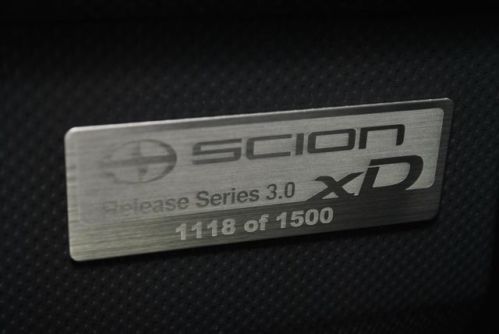 SCION
Release Series 3.0 xD
1118 of 1500